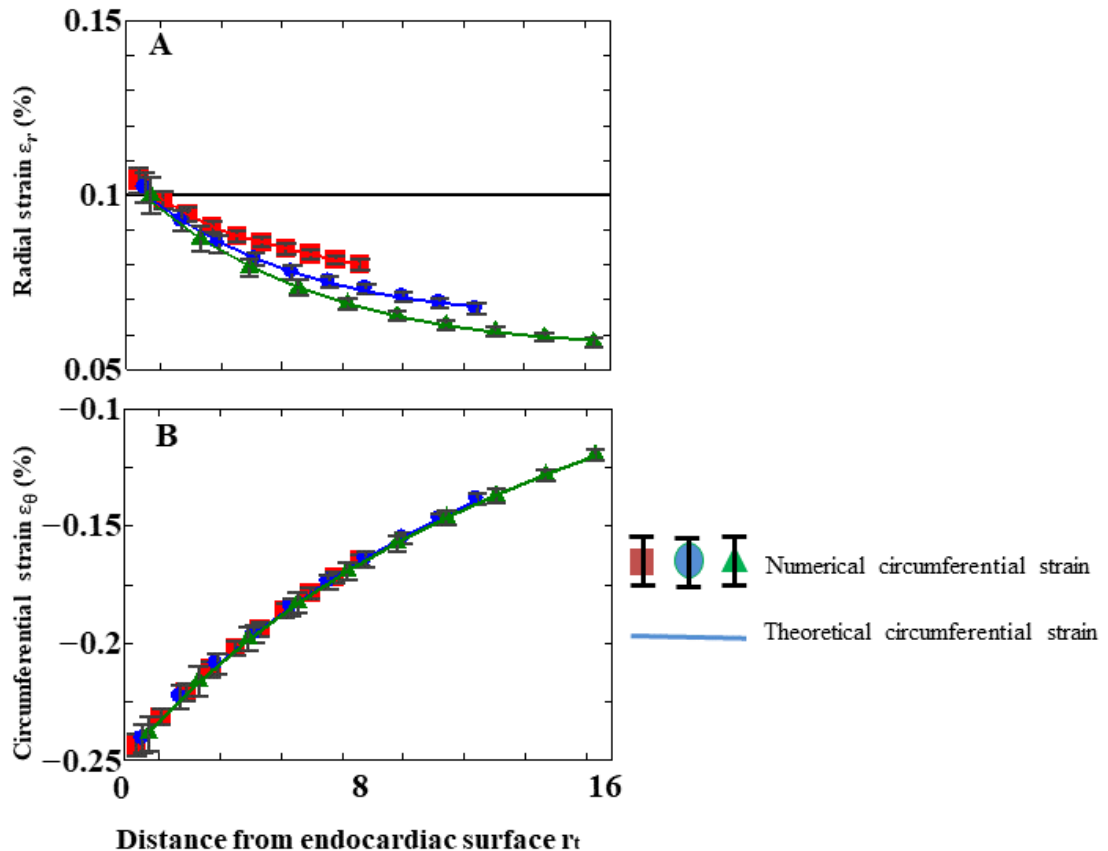 0.15
A
0.1
0.05
Radial strain εr (%)
−0.1
B
−0.15
−0.2
−0.25
Circumferential strain εθ (%)
0 8 16
Distance from endocardiac surface rt
Numerical circumferential strain
Theoretical circumferential strain